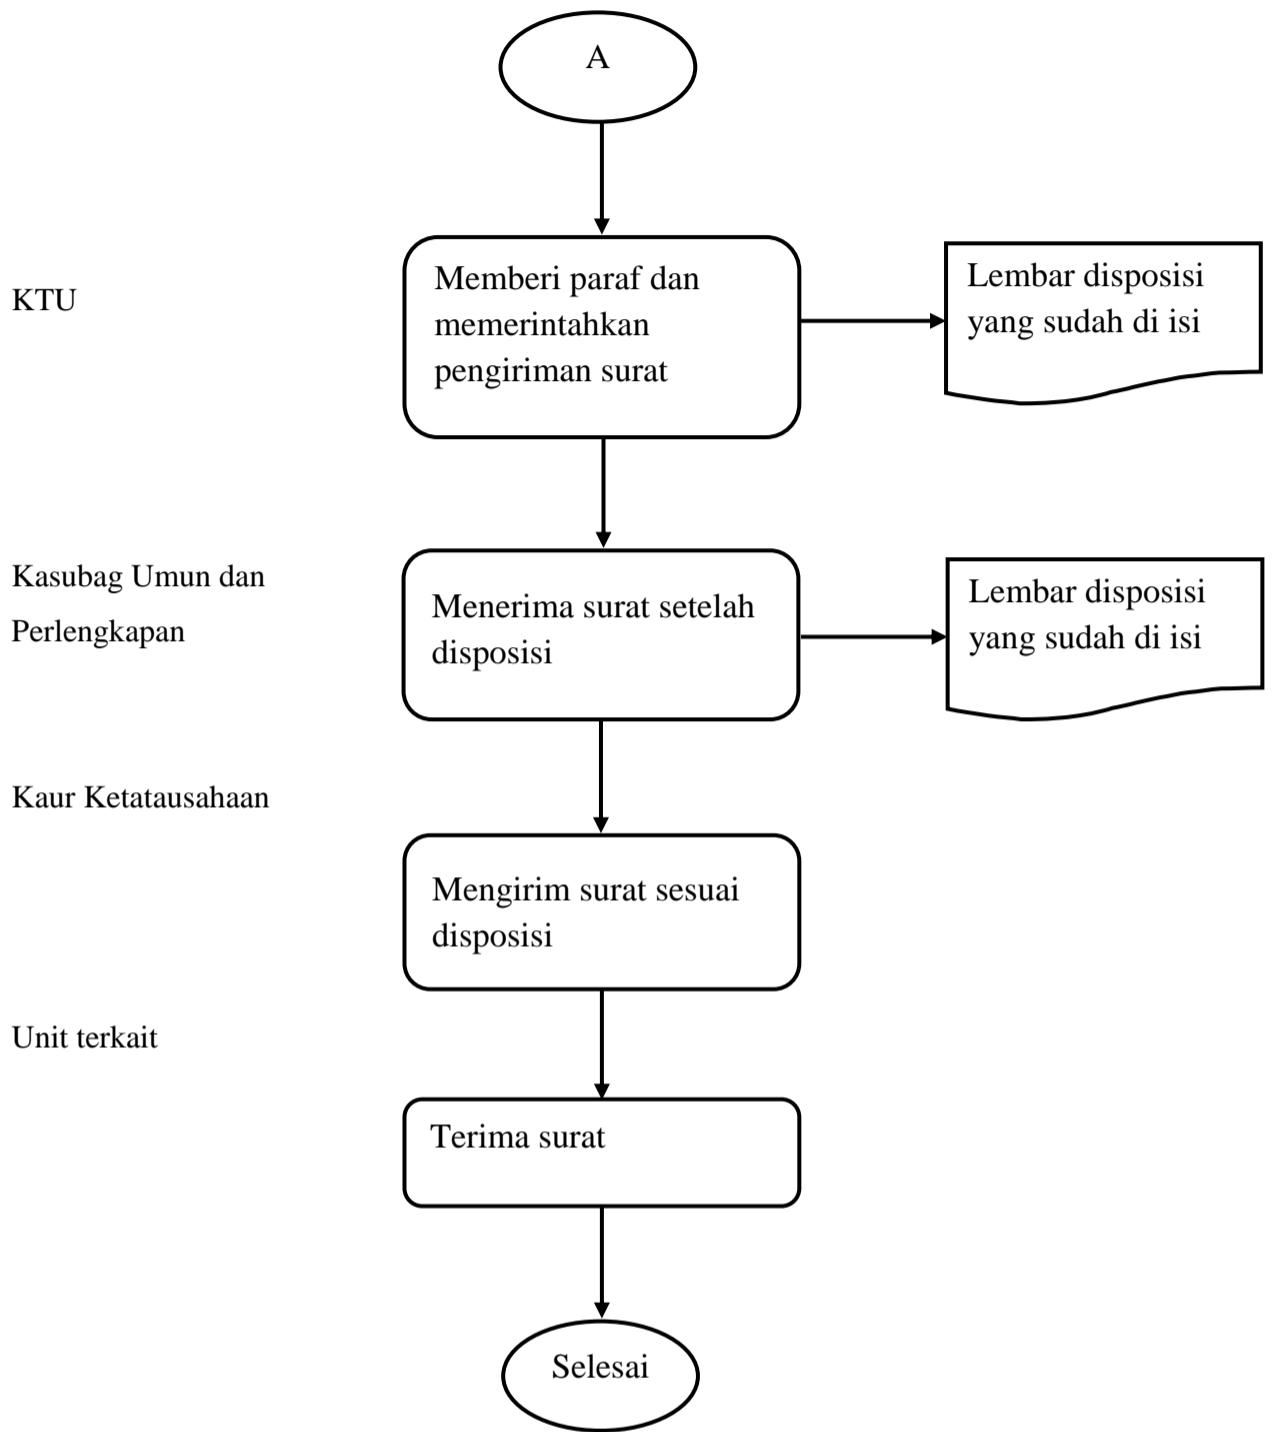 A
KTU
Memberi paraf dan
memerintahkan
pengiriman surat
Lembar disposisi
yang sudah di isi
Kasubag Umun dan
Perlengkapan
Menerima surat setelah
disposisi
Lembar disposisi
yang sudah di isi
Kaur Ketatausahaan
Mengirim surat sesuai
disposisi
Unit terkait
Terima surat
Selesai